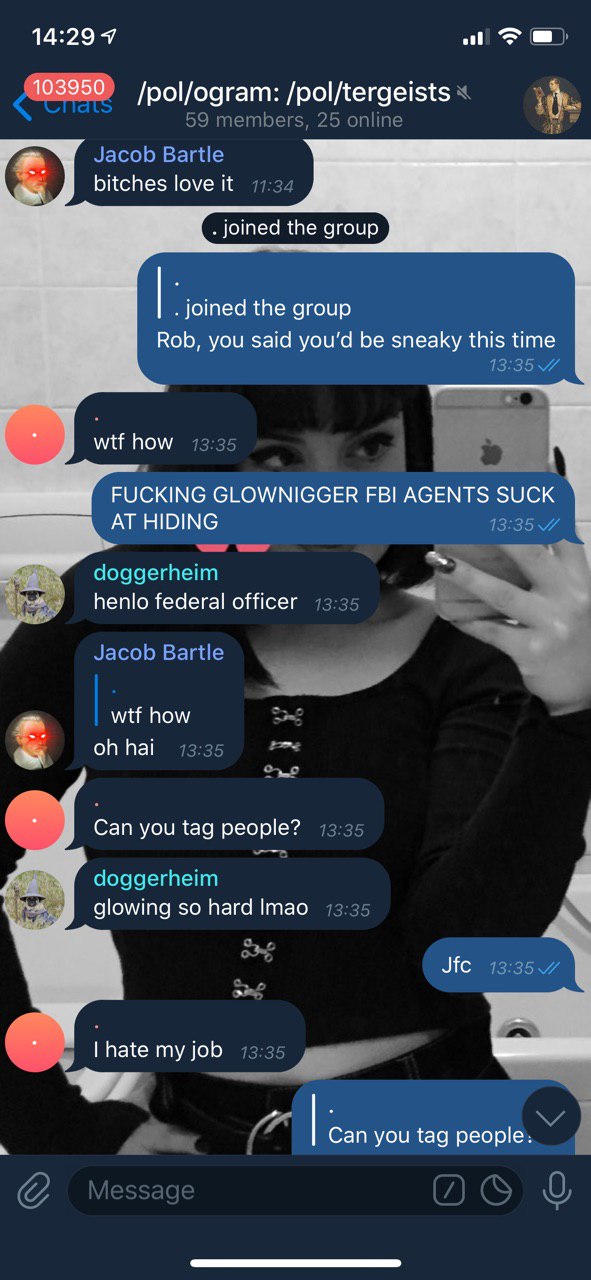 14:29
103950
Chats
/pol/ogram: /pol/tergeists
59 members, 25 online
Jacob Bartle
bitches love it 11:34
. joined the group
.
. joined the group
Rob, you said you’d be sneaky this time
13:35
.
wtf how 13:35
FUCKING GLOWNIGGER FBI AGENTS SUCK
AT HIDING 13:35
doggerheim
henlo federal officer 13:35
Jacob Bartle
.
wtf how
oh hai 13:35
.
Can you tag people? 13:35
doggerheim
glowing so hard lmao 13:35
Jfc 13:35
.
I hate my job 13:35
.
Can you tag people?
Message